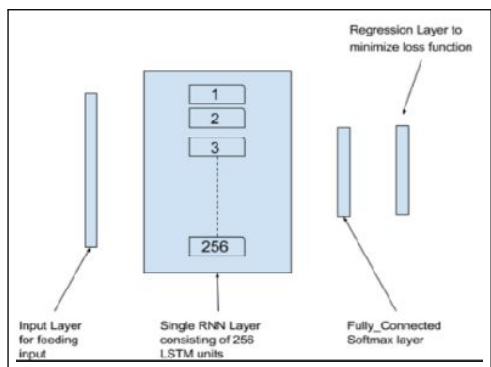 Regression Layer to
minimize loss function
1
2
3
256
Input Layer
for feeding
input
Single RNN Layer
consisting of 256
LSTM units
Fully_Connected
Softmax layer